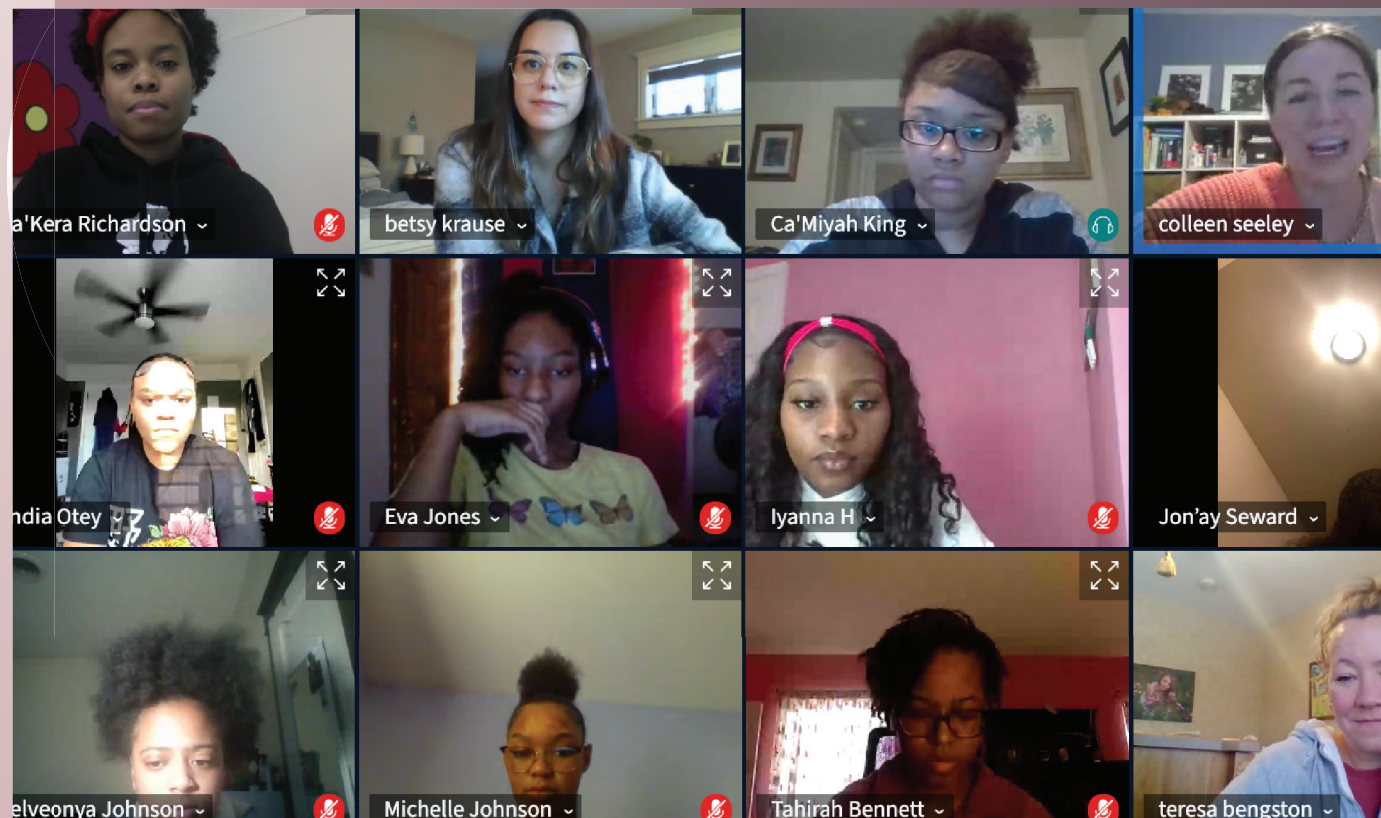 a'Kera Richardson
betsy krause
Ca'Miyah King
colleen seeley
ndia Otey
Eva Jones
Iyanna H
Jon'ay Seward
elveonya Johnson
Michelle Johnson
Tahirah Bennett
teresa bengston